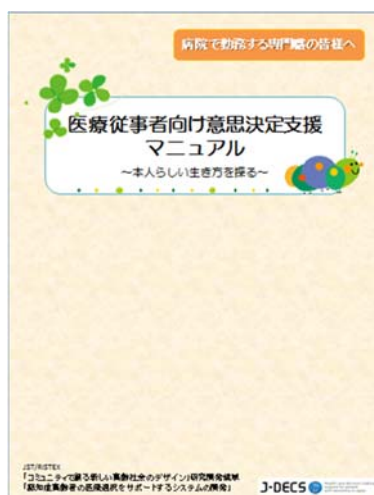 病院で勤務する専門職の皆様へ
医療従事者向け意思決定支援
マニュアル
~本人らしい生き方を探る~
JST/RISTEX
「コミュニティで創る新しい高齢社会のデザイン」研究開発領域
「認知症高齢者の医療選択をサポートするシステムの開発」
J-DECS